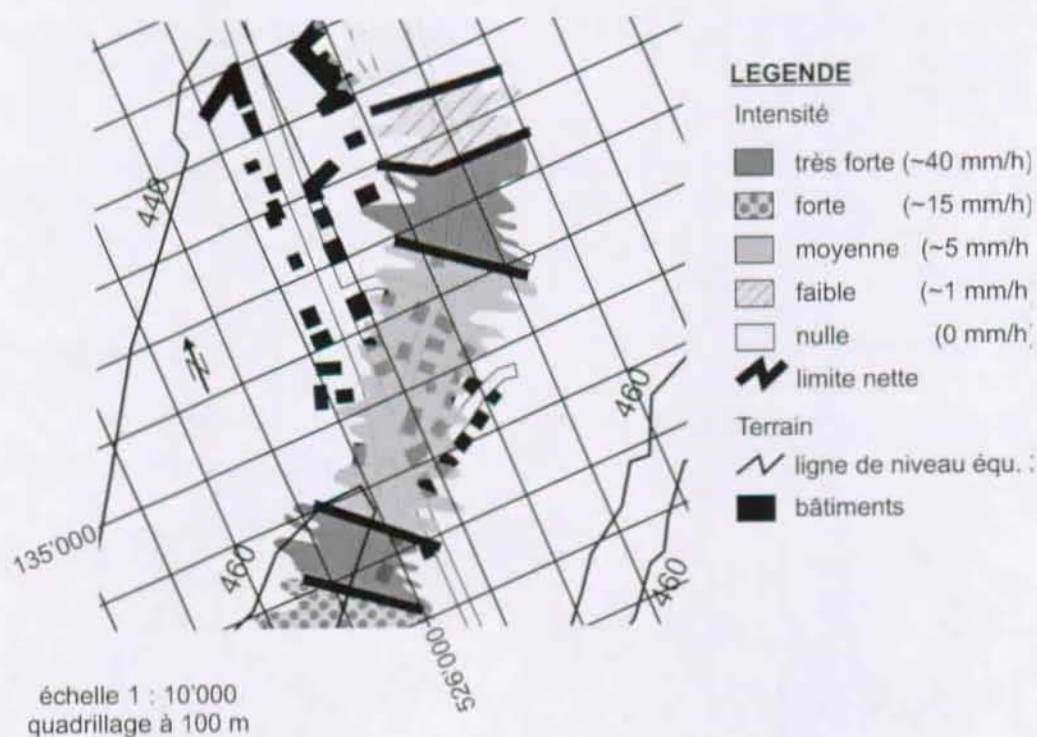 LEGENDE
Intensité
très forte (~40 mm/h)
forte (~15 mm/h)
moyenne (~5 mm/h
faible (~1 mm/h
nulle (0 mm/h)
limite nette
Terrain
ligne de niveau équ. :
bâtiments
440
460
460
460
135'000
526'000
N
échelle 1 : 10'000
quadrillage à 100 m